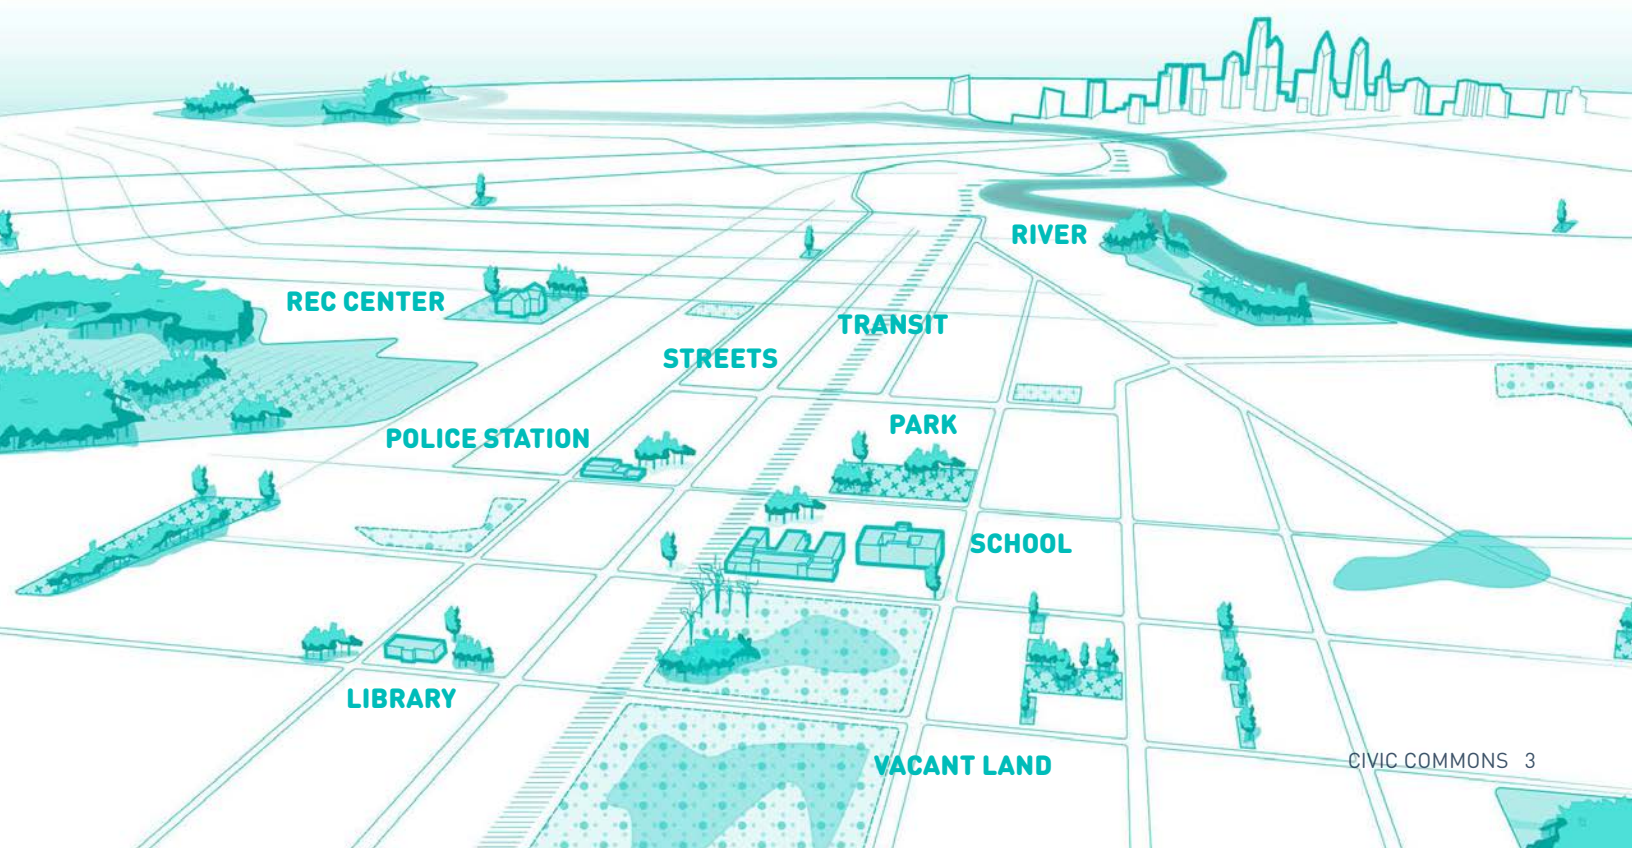 RIVER
REC CENTER
TRANSIT
STREETS
PARK
POLICE STATION
SCHOOL
LIBRARY
VACANT LAND
CIVIC COMMONS 3